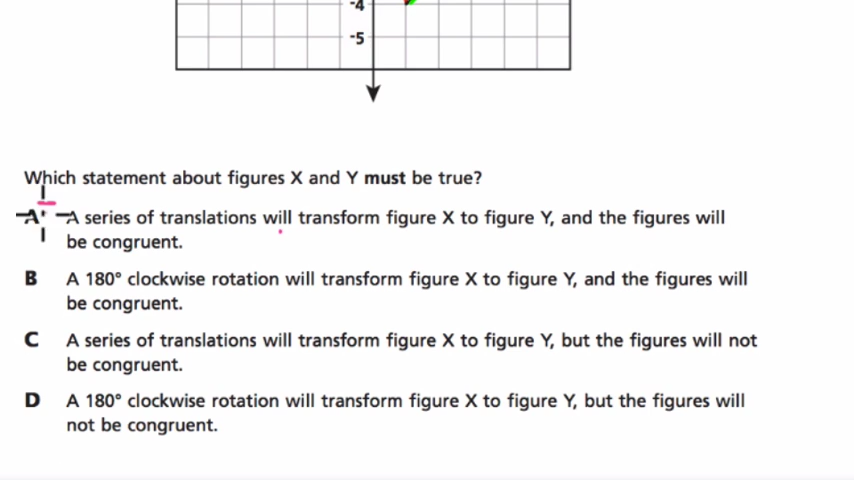 -4
-5
Which statement about figures X and Y must be true?
A A series of translations will transform figure X to figure Y, and the figures will
be congruent.
B A 180° clockwise rotation will transform figure X to figure Y, and the figures will
be congruent.
C A series of translations will transform figure X to figure Y, but the figures will not
be congruent.
D A 180° clockwise rotation will transform figure X to figure Y, but the figures will
not be congruent.